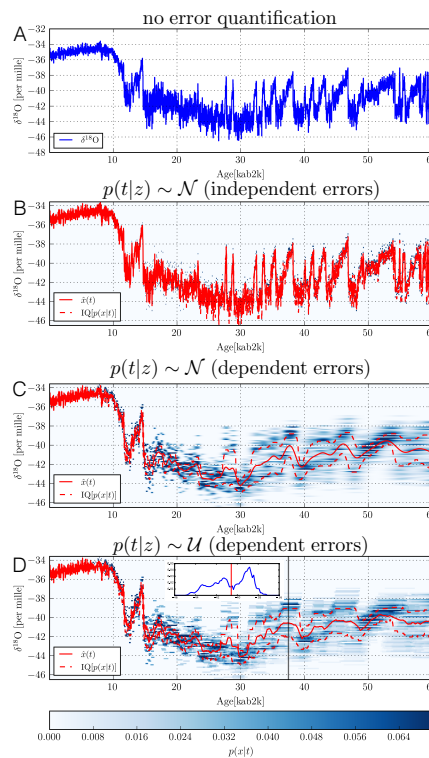 no error quantification
A
−32
−34
−36
−38
−40
−42
−44
−46
−48
δ¹⁸O [per mille]
δ¹⁸O
10 20 30 40 50 60
Age[kab2k]
p(t|z) ∼ 𝒩 (independent errors)
B
−34
−36
−38
−40
−42
−44
−46
δ¹⁸O [per mille]
x̂(t)
IQ[p(x|t)]
10 20 30 40 50 60
Age[kab2k]
p(t|z) ∼ 𝒩 (dependent errors)
C
−34
−36
−38
−40
−42
−44
−46
δ¹⁸O [per mille]
x̂(t)
IQ[p(x|t)]
10 20 30 40 50 60
Age[kab2k]
p(t|z) ∼ 𝒰 (dependent errors)
D
−34
−36
−38
−40
−42
−44
−46
δ¹⁸O [per mille]
x̂(t)
IQ[p(x|t)]
10 20 30 40 50 60
Age[kab2k]
0.000 0.008 0.016 0.024 0.032 0.040 0.048 0.056 0.064
p(x|t)